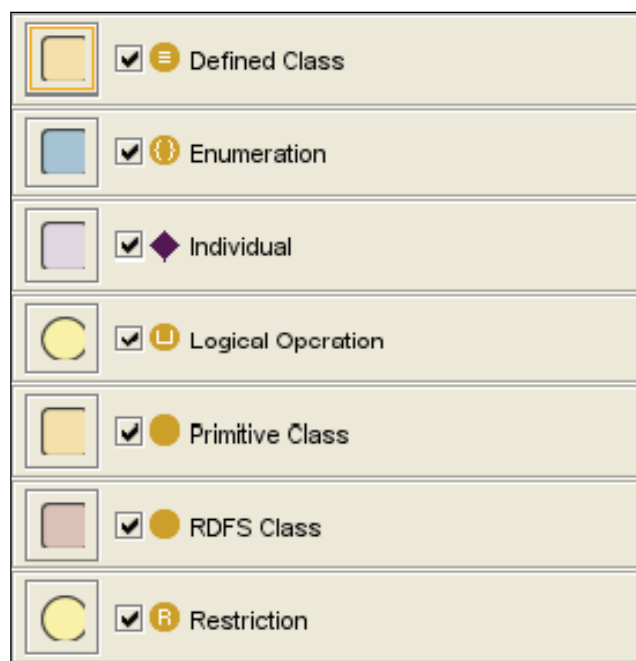 Defined Class
Enumeration
Individual
Logical Operation
Primitive Class
RDFS Class
R Restriction